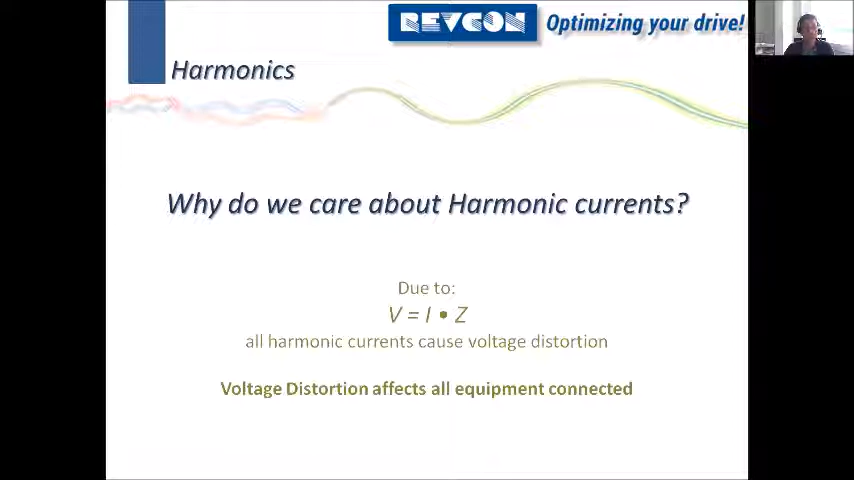 REVCON Optimizing your drive!
Harmonics
Why do we care about Harmonic currents?
Due to:
V = I • Z
all harmonic currents cause voltage distortion
Voltage Distortion affects all equipment connected